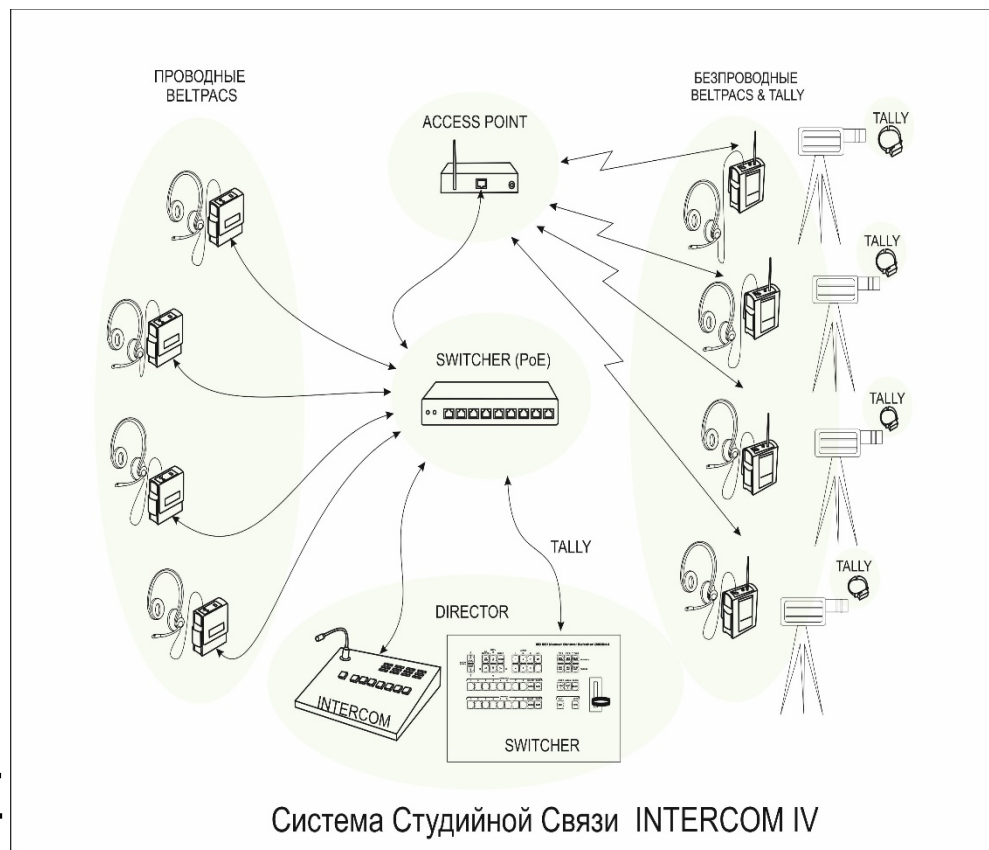 ПРОВОДНЫЕ
BELTPACS
БЕЗПРОВОДНЫЕ
BELTPACS & TALLY
ACCESS POINT
TALLY
TALLY
SWITCHER (PoE)
TALLY
TALLY
TALLY
DIRECTOR
INTERCOM
SWITCHER
Система Студийной Связи INTERCOM IV